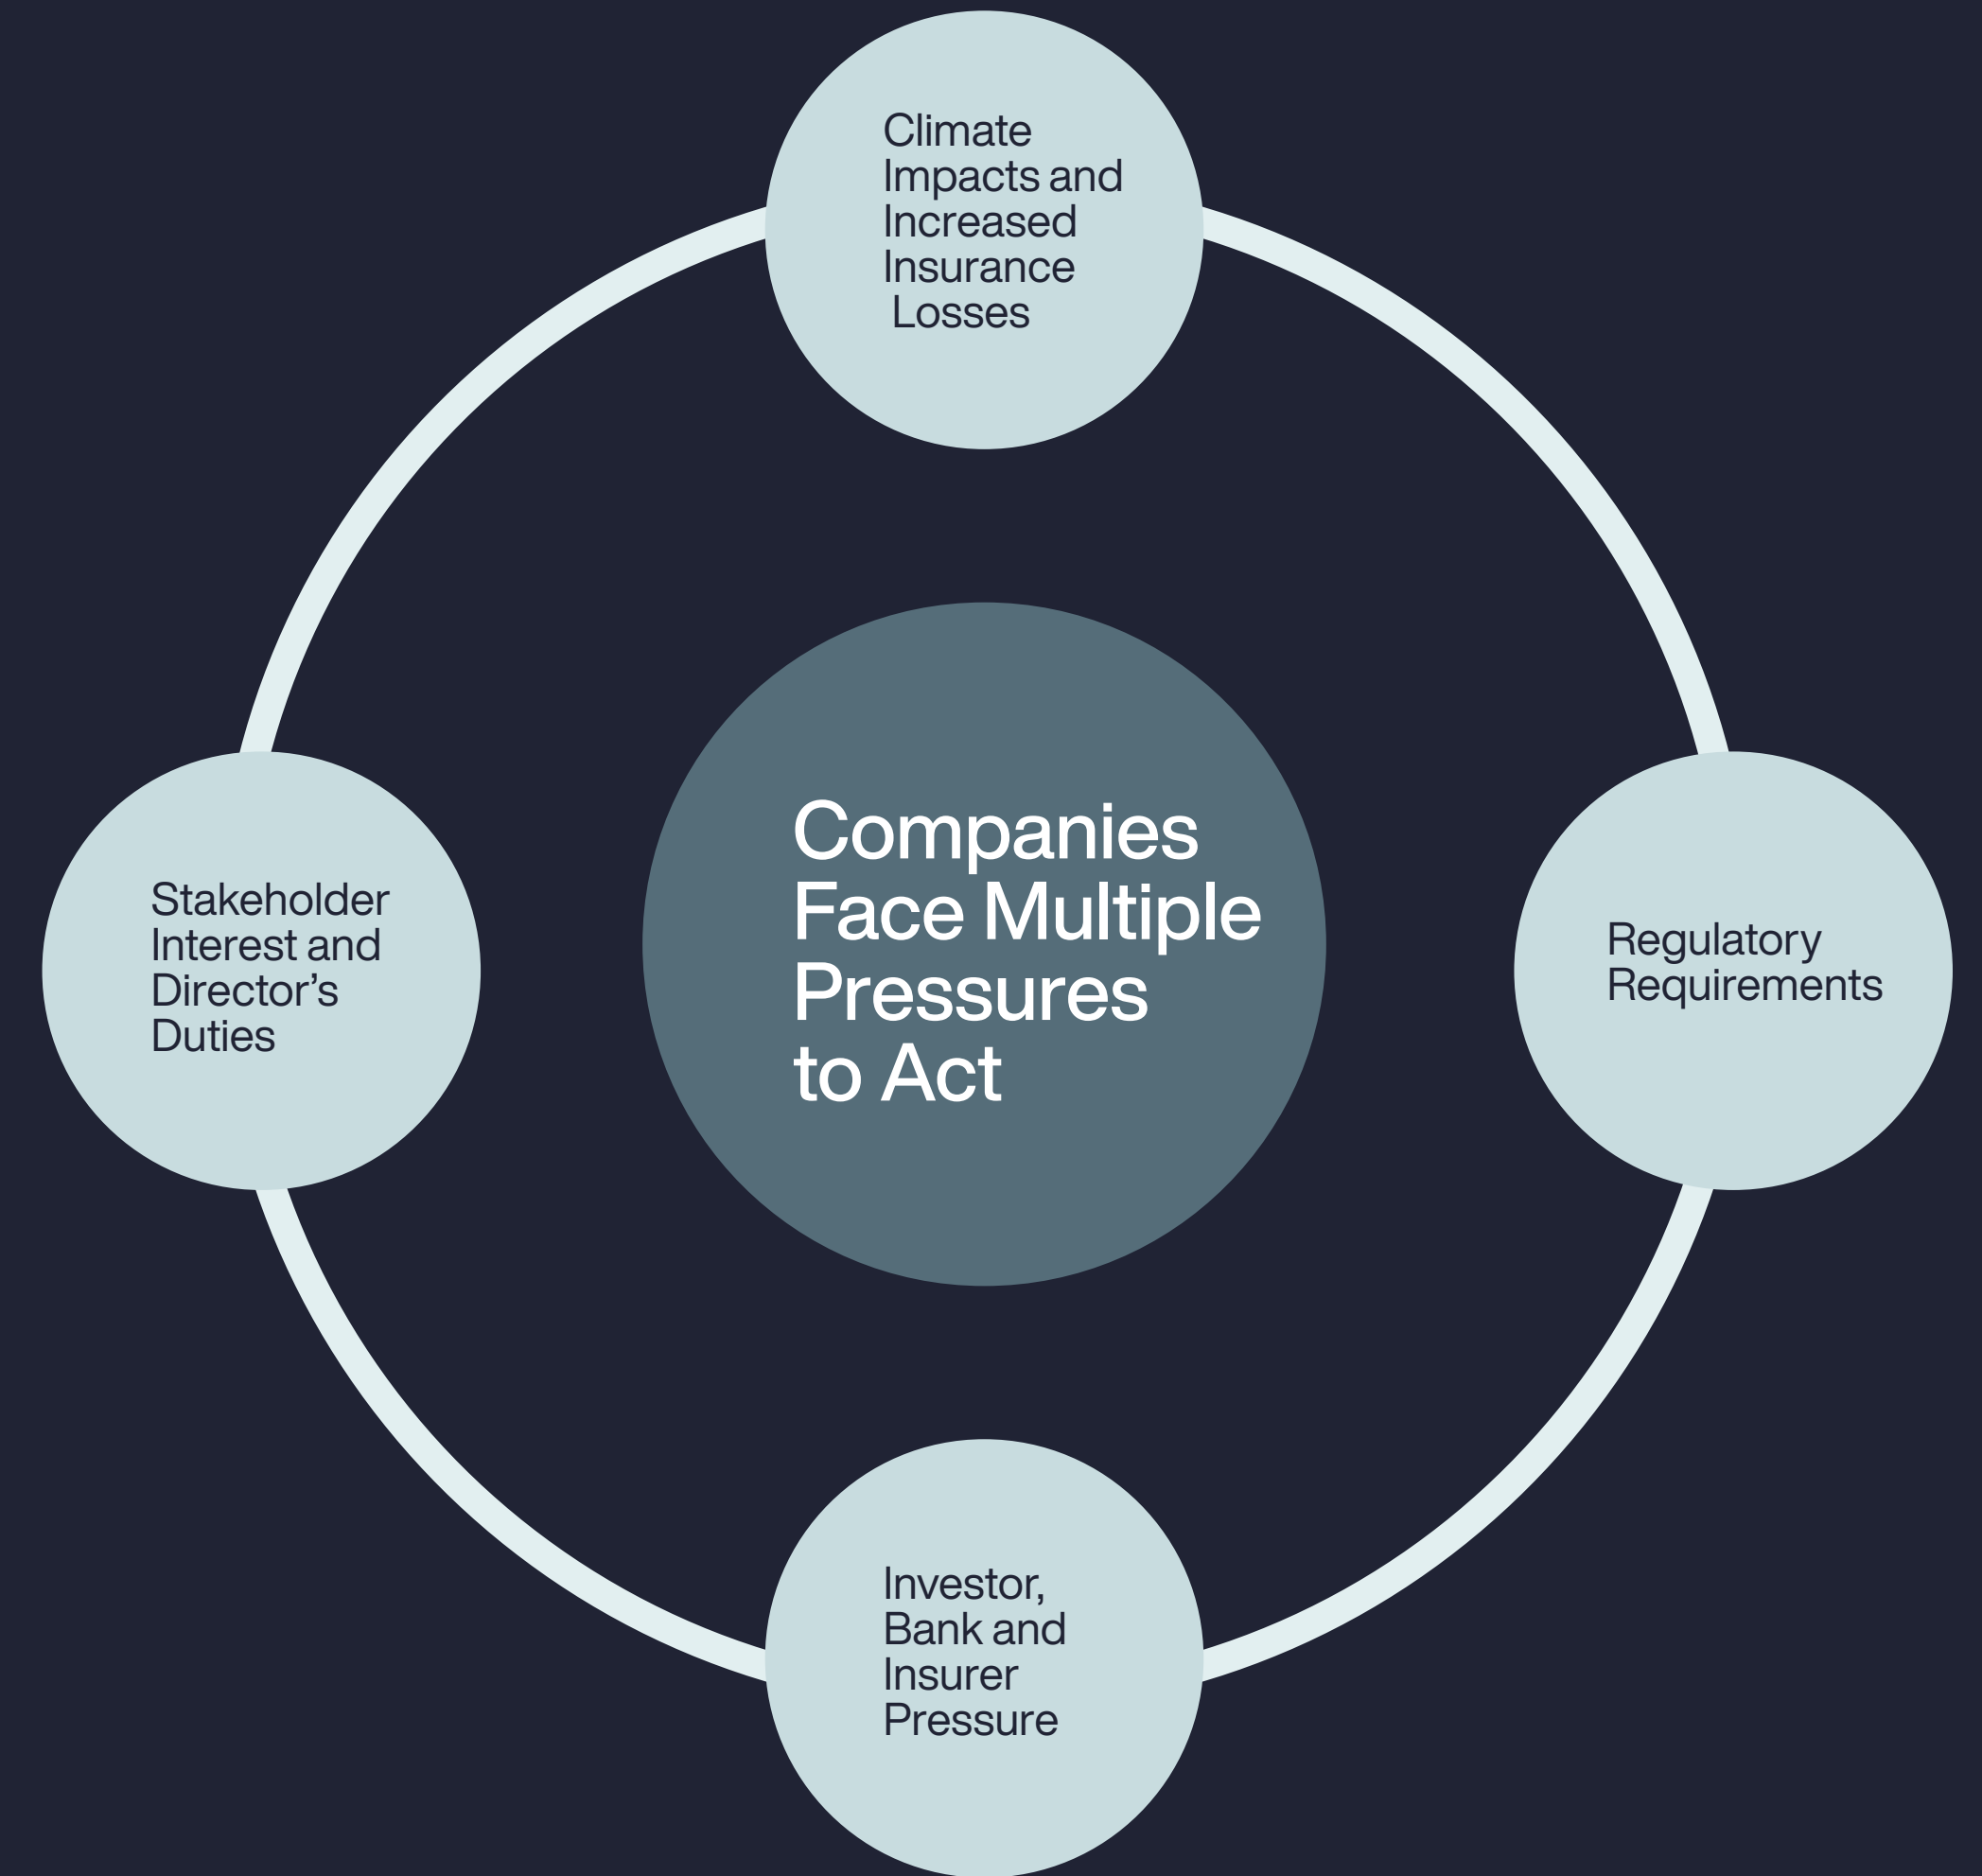 Climate
Impacts and
Increased
Insurance
Losses
Stakeholder
Interest and
Director’s
Duties
Companies
Face Multiple
Pressures
to Act
Regulatory
Requirements
Investor,
Bank and
Insurer
Pressure